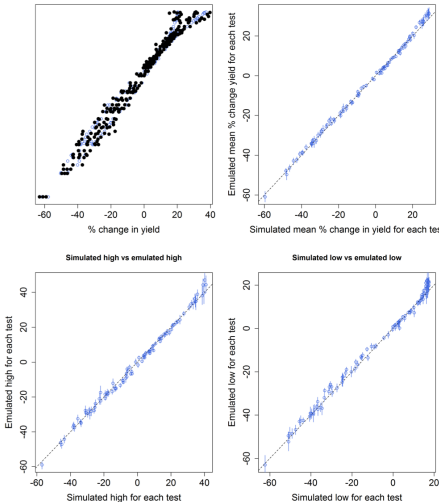 -60 -40 -20 0 20 40
% change in yield
Emulated mean % change yield for each test
-60 -40 -20 0 20
-60 -40 -20 0 20
Simulated mean % change in yield for each test
Simulated high vs emulated high
Emulated high for each test
-60 -40 -20 0 20 40
-60 -40 -20 0 20 40
Simulated high for each test
Simulated low vs emulated low
Emulated low for each test
-60 -40 -20 0 20
-60 -40 -20 0 20
Simulated low for each test